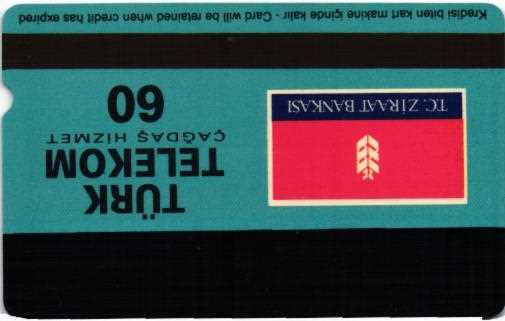 TÜRK
TELEKOM
ÇAĞDAŞ HİZMET
60
T.C. ZİRAAT BANKASI
Kredisi biten kart makine içinde kalır - Card will be retained when credit has expired